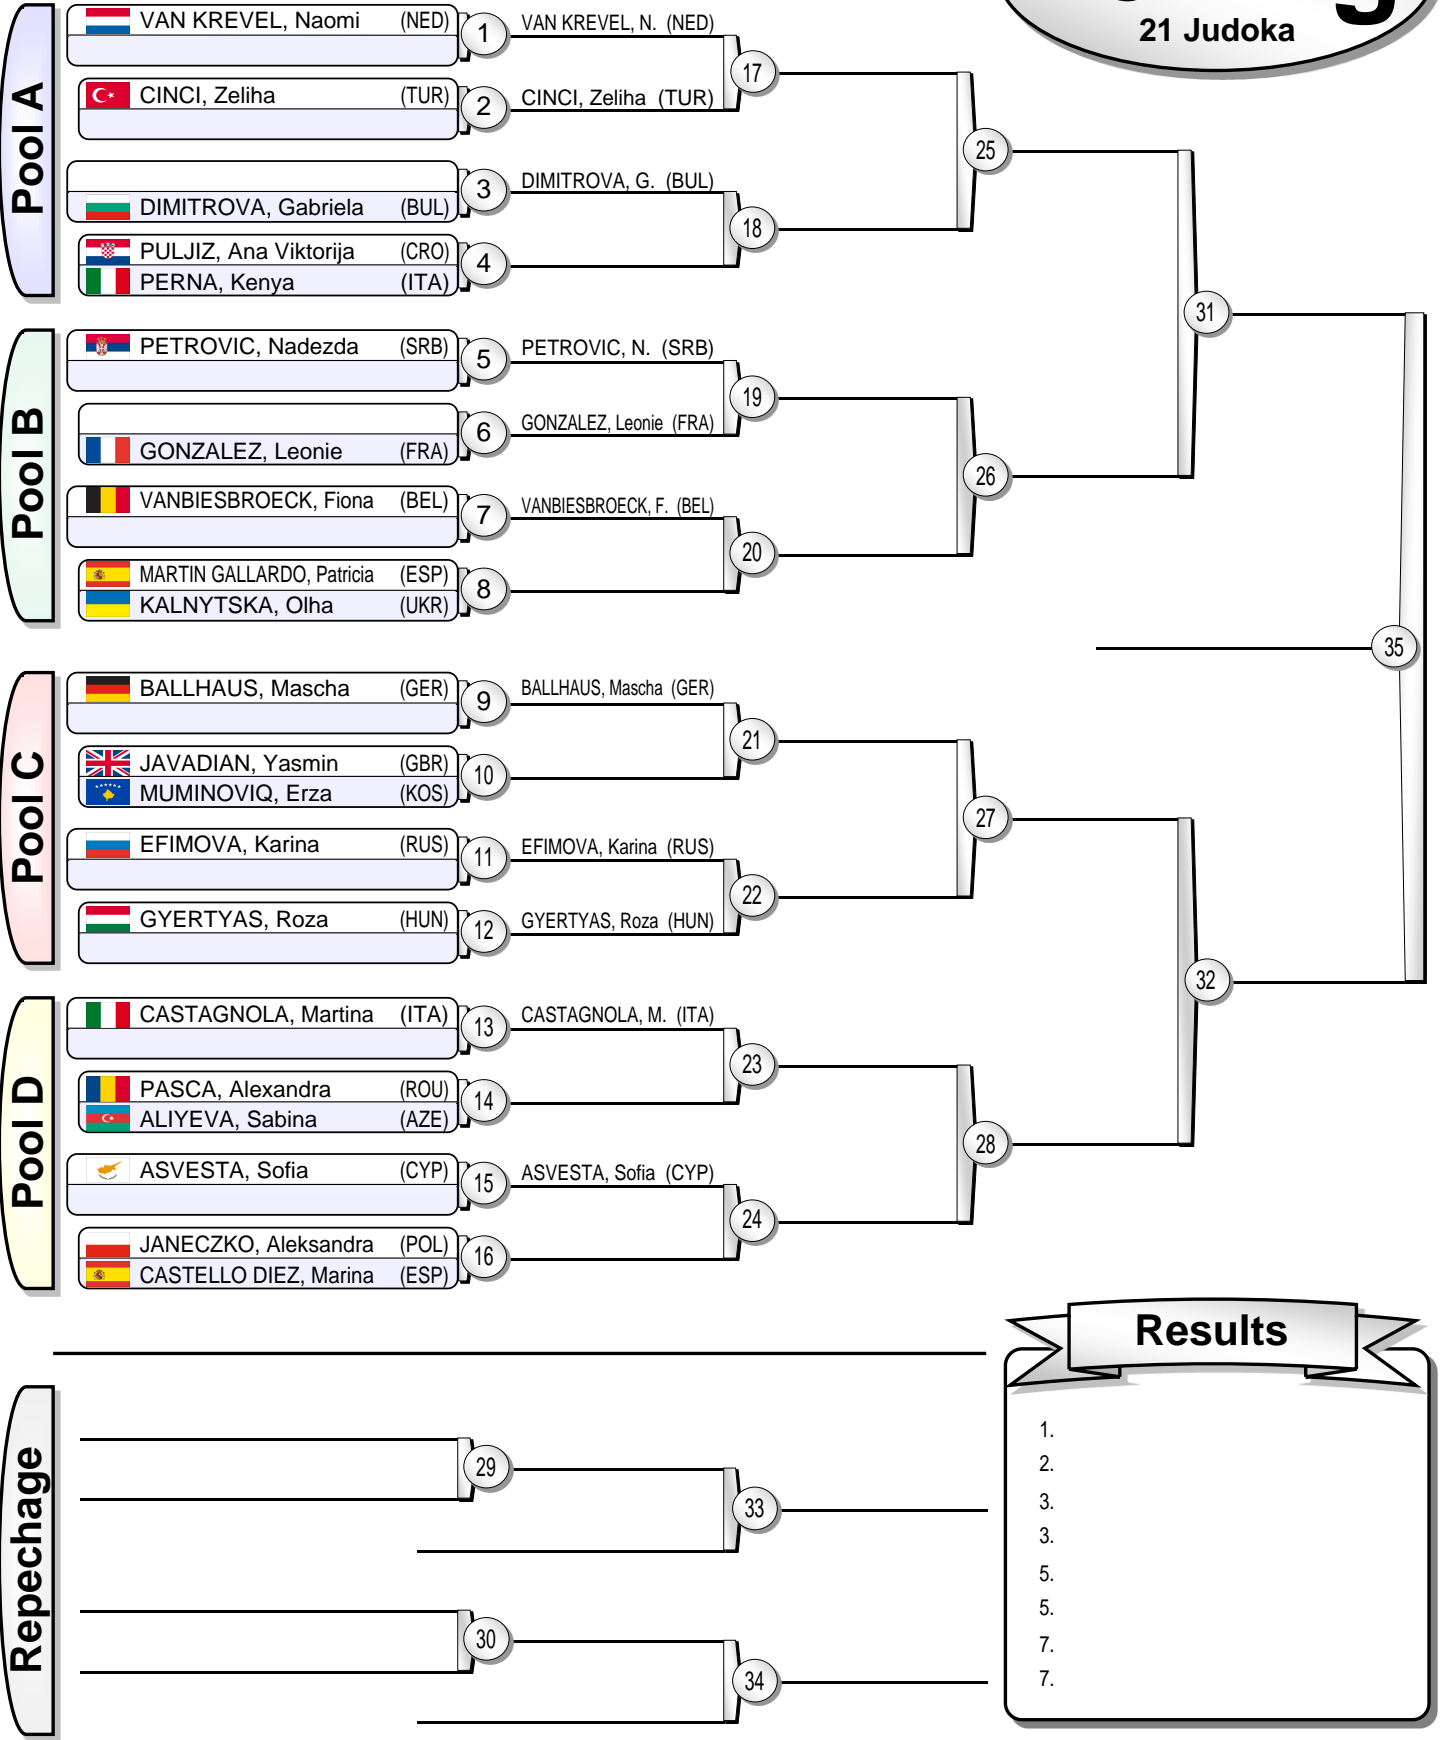 21 Judoka
Pool A
VAN KREVEL, Naomi (NED) 1 VAN KREVEL, N. (NED)
17
CINCI, Zeliha (TUR) 2 CINCI, Zeliha (TUR)
25
3 DIMITROVA, G. (BUL)
DIMITROVA, Gabriela (BUL)
18
PULJIZ, Ana Viktorija (CRO)
4
PERNA, Kenya (ITA)
31
Pool B
PETROVIC, Nadezda (SRB) 5 PETROVIC, N. (SRB)
19
6 GONZALEZ, Leonie (FRA)
GONZALEZ, Leonie (FRA)
26
VANBIESBROECK, Fiona (BEL) 7 VANBIESBROECK, F. (BEL)
20
MARTIN GALLARDO, Patricia (ESP)
8
KALNYTSKA, Olha (UKR)
35
Pool C
BALLHAUS, Mascha (GER) 9 BALLHAUS, Mascha (GER)
21
JAVADIAN, Yasmin (GBR)
10
MUMINOVIQ, Erza (KOS)
27
EFIMOVA, Karina (RUS) 11 EFIMOVA, Karina (RUS)
22
GYERTYAS, Roza (HUN) 12 GYERTYAS, Roza (HUN)
32
Pool D
CASTAGNOLA, Martina (ITA) 13 CASTAGNOLA, M. (ITA)
23
PASCA, Alexandra (ROU)
14
ALIYEVA, Sabina (AZE)
28
ASVESTA, Sofia (CYP) 15 ASVESTA, Sofia (CYP)
24
JANECZKO, Aleksandra (POL)
16
CASTELLO DIEZ, Marina (ESP)
Repechage
29
33
30
34
Results
1.
2.
3.
3.
5.
5.
7.
7.